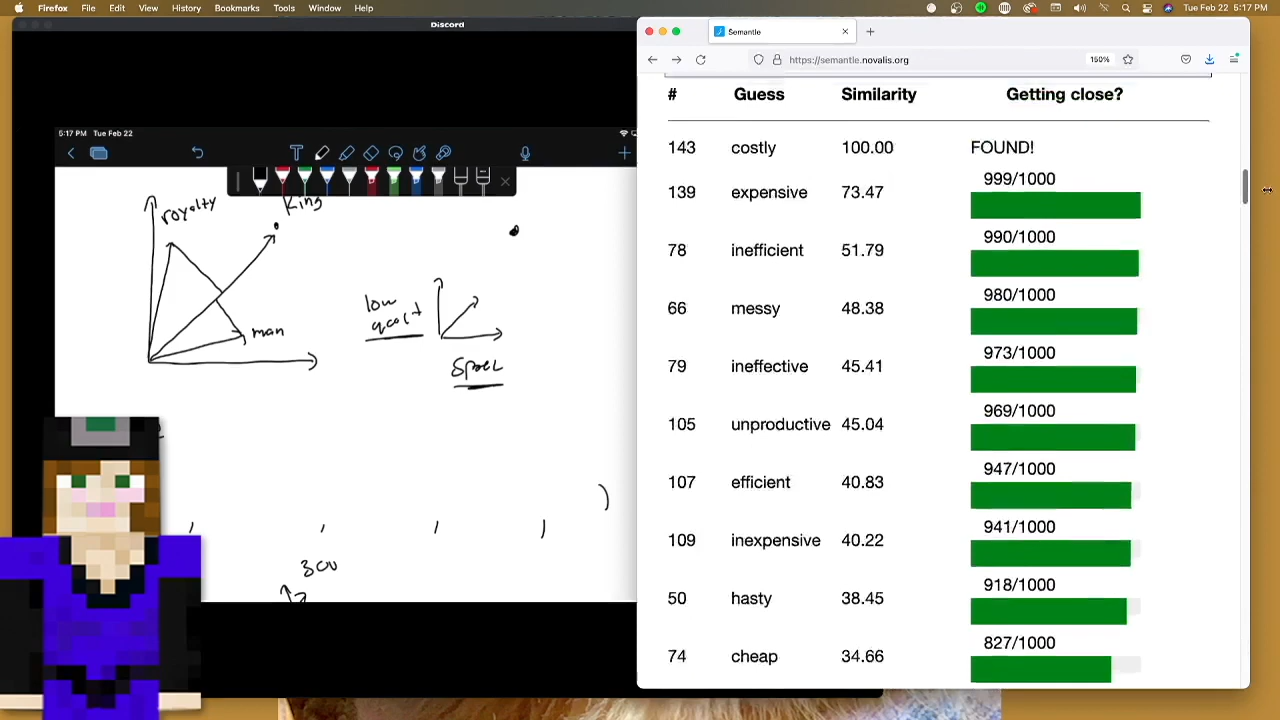 Firefox File Edit View History Bookmarks Tools Window Help
Tue Feb 22 5:17 PM
Discord
Semantle
https://semantle.novalis.org
150%
5:17 PM Tue Feb 22
T
royalty
King
man
low
spoel
300
# Guess Similarity Getting close?
143 costly 100.00 FOUND!
139 expensive 73.47 999/1000
78 inefficient 51.79 990/1000
66 messy 48.38 980/1000
79 ineffective 45.41 973/1000
105 unproductive 45.04 969/1000
107 efficient 40.83 947/1000
109 inexpensive 40.22 941/1000
50 hasty 38.45 918/1000
74 cheap 34.66 827/1000